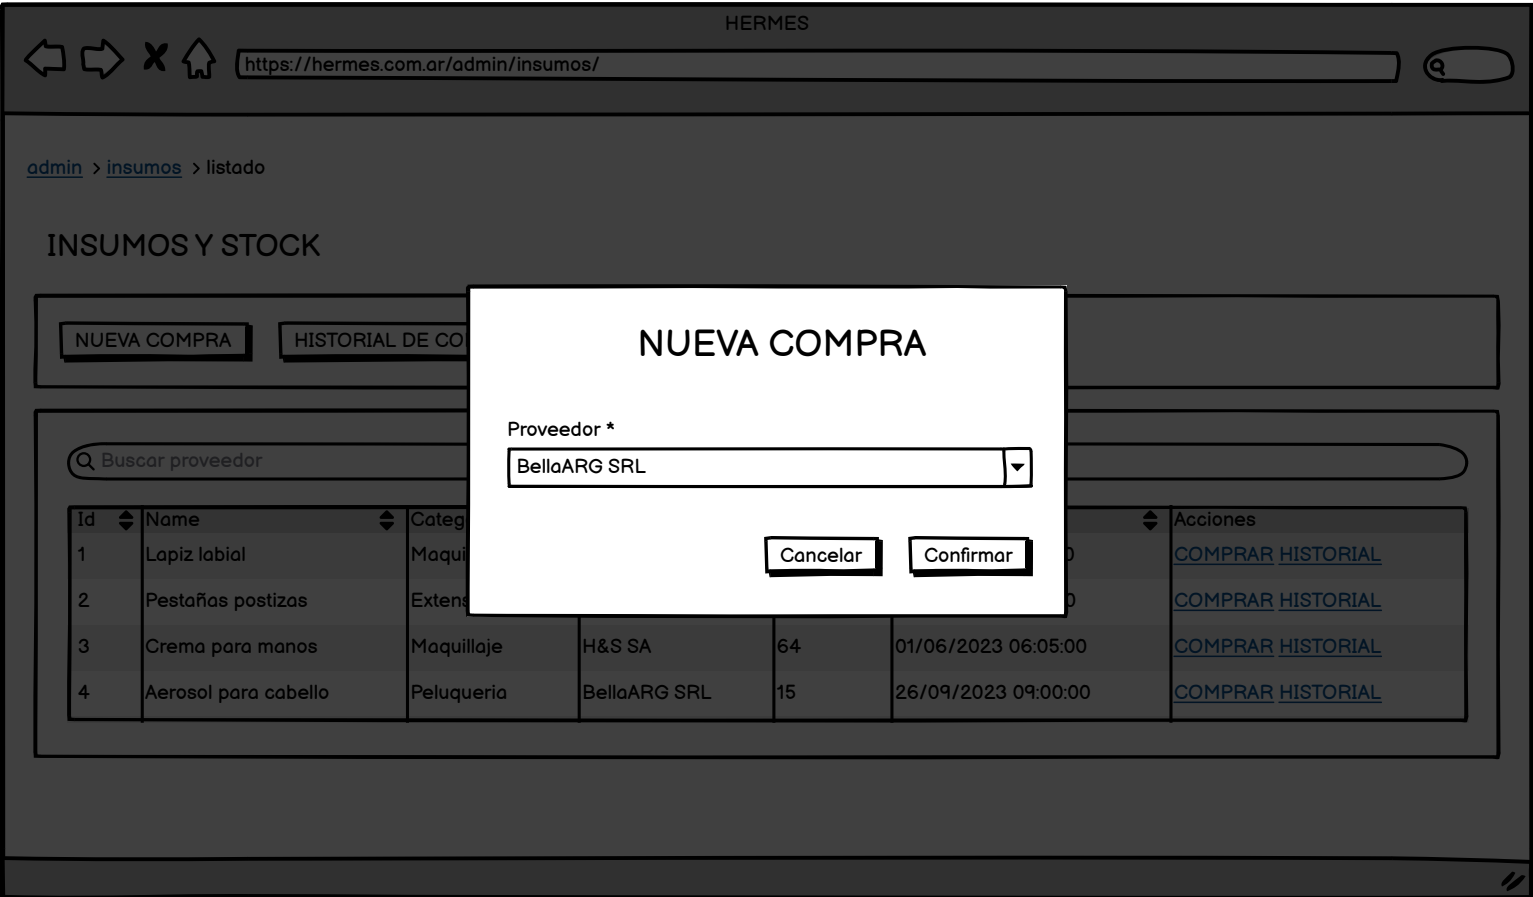 HERMES
https://hermes.com.ar/admin/insumos/
admin > insumos > listado
INSUMOS Y STOCK
NUEVA COMPRA HISTORIAL DE CO
NUEVA COMPRA
Proveedor *
BellaARG SRL
Cancelar Confirmar
Buscar proveedor
Id Name Categ Acciones
1 Lapiz labial Maqui 0 COMPRAR HISTORIAL
2 Pestañas postizas Extens 0 COMPRAR HISTORIAL
3 Crema para manos Maquillaje H&S SA 64 01/06/2023 06:05:00 COMPRAR HISTORIAL
4 Aerosol para cabello Peluqueria BellaARG SRL 15 26/09/2023 09:00:00 COMPRAR HISTORIAL